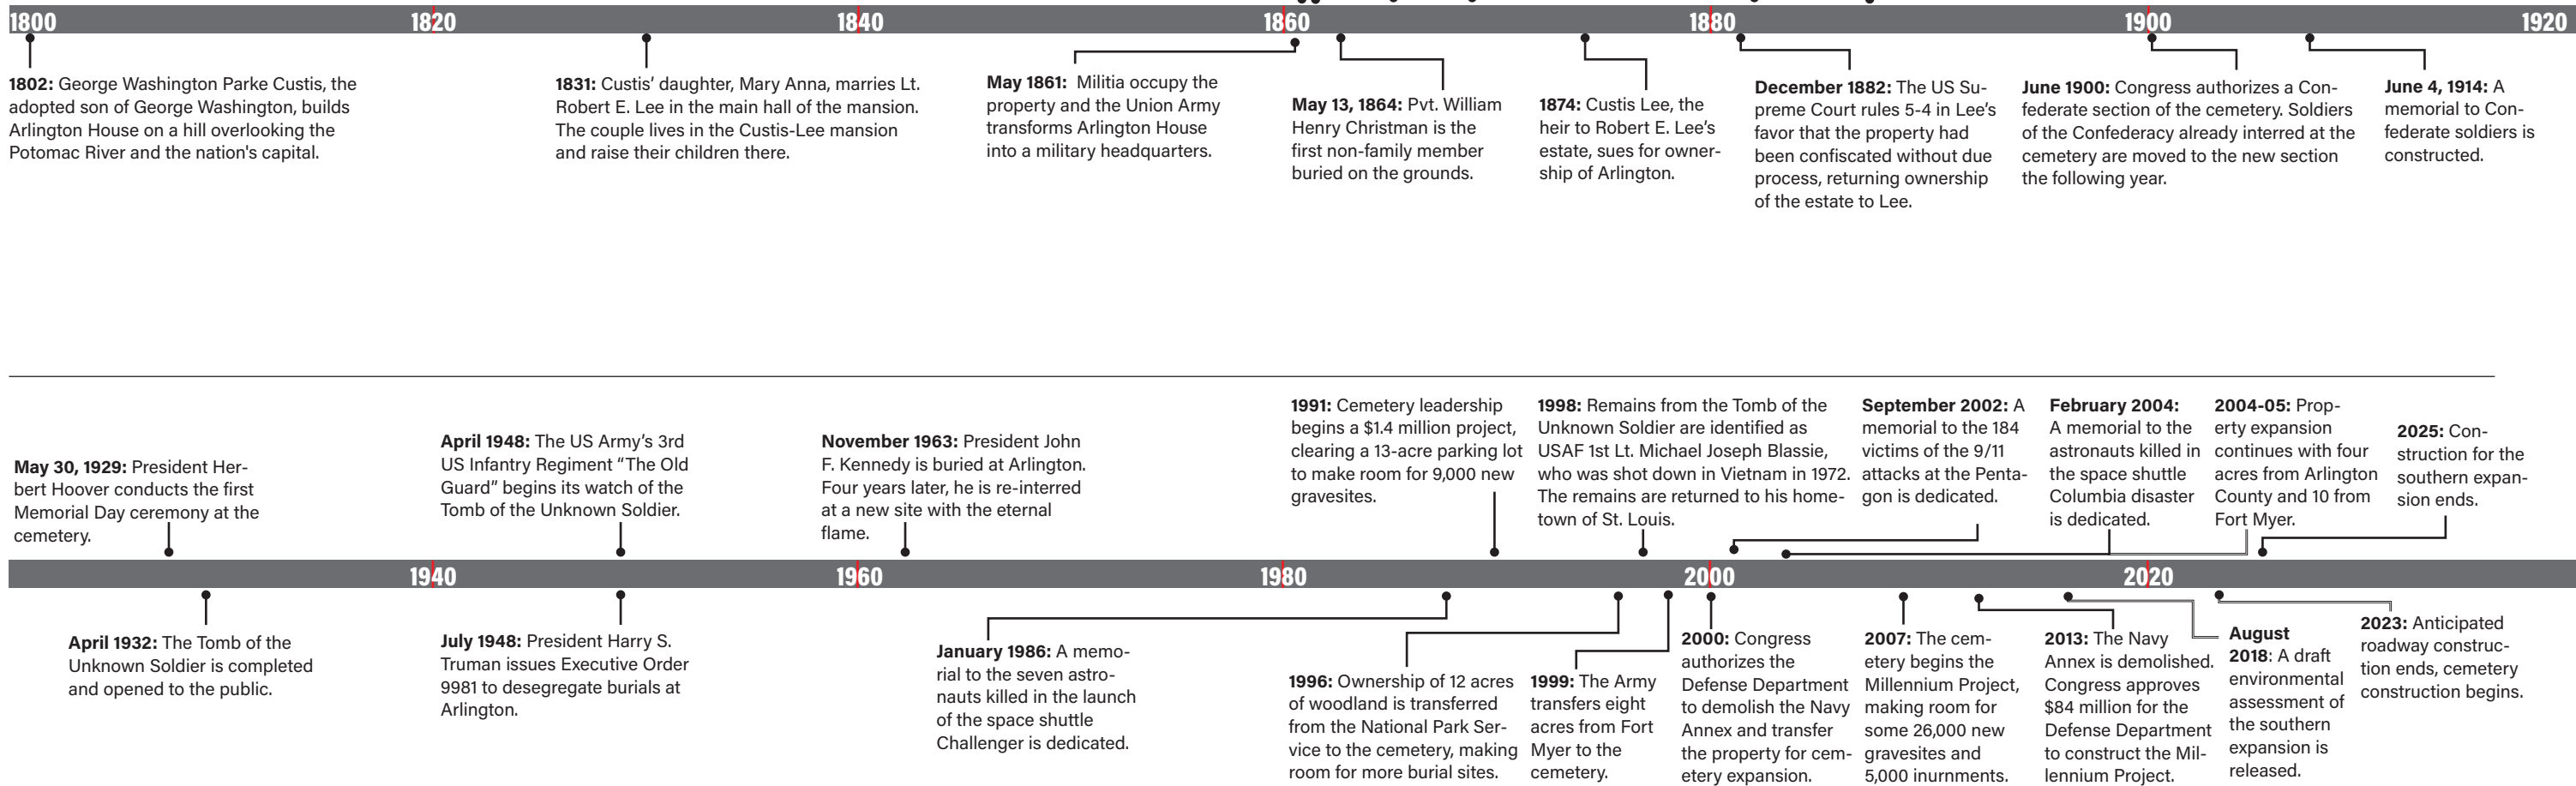 1800 1820 1840 1860 1880 1900 1920
1802: George Washington Parke Custis, the
adopted son of George Washington, builds
Arlington House on a hill overlooking the
Potomac River and the nation's capital.
1831: Custis’ daughter, Mary Anna, marries Lt.
Robert E. Lee in the main hall of the mansion.
The couple lives in the Custis-Lee mansion
and raise their children there.
May 1861: Militia occupy the
property and the Union Army
transforms Arlington House
into a military headquarters.
May 13, 1864: Pvt. William
Henry Christman is the
first non-family member
buried on the grounds.
1874: Custis Lee, the
heir to Robert E. Lee’s
estate, sues for owner-
ship of Arlington.
December 1882: The US Su-
preme Court rules 5-4 in Lee’s
favor that the property had
been confiscated without due
process, returning ownership
of the estate to Lee.
June 1900: Congress authorizes a Con-
federate section of the cemetery. Soldiers
of the Confederacy already interred at the
cemetery are moved to the new section
the following year.
June 4, 1914: A
memorial to Con-
federate soldiers is
constructed.
May 30, 1929: President Her-
bert Hoover conducts the first
Memorial Day ceremony at the
cemetery.
April 1948: The US Army’s 3rd
US Infantry Regiment “The Old
Guard” begins its watch of the
Tomb of the Unknown Soldier.
November 1963: President John
F. Kennedy is buried at Arlington.
Four years later, he is re-interred
at a new site with the eternal
flame.
1991: Cemetery leadership
begins a $1.4 million project,
clearing a 13-acre parking lot
to make room for 9,000 new
gravesites.
1998: Remains from the Tomb of the
Unknown Soldier are identified as
USAF 1st Lt. Michael Joseph Blassie,
who was shot down in Vietnam in 1972.
The remains are returned to his home-
town of St. Louis.
September 2002: A
memorial to the 184
victims of the 9/11
attacks at the Penta-
gon is dedicated.
February 2004:
A memorial to the
astronauts killed in
the space shuttle
Columbia disaster
is dedicated.
2004-05: Prop-
erty expansion
continues with four
acres from Arlington
County and 10 from
Fort Myer.
2025: Con-
struction for the
southern expan-
sion ends.
1940 1960 1980 2000 2020
April 1932: The Tomb of the
Unknown Soldier is completed
and opened to the public.
July 1948: President Harry S.
Truman issues Executive Order
9981 to desegregate burials at
Arlington.
January 1986: A memo-
rial to the seven astro-
nauts killed in the launch
of the space shuttle
Challenger is dedicated.
1996: Ownership of 12 acres
of woodland is transferred
from the National Park Ser-
vice to the cemetery, making
room for more burial sites.
1999: The Army
transfers eight
acres from Fort
Myer to the
cemetery.
2000: Congress
authorizes the
Defense Department
to demolish the Navy
Annex and transfer
the property for cem-
etery expansion.
2007: The cem-
etery begins the
Millennium Project,
making room for
some 26,000 new
gravesites and
5,000 inurnments.
2013: The Navy
Annex is demolished.
Congress approves
$84 million for the
Defense Department
to construct the Mil-
lennium Project.
August
2018: A draft
environmental
assessment of
the southern
expansion is
released.
2023: Anticipated
roadway construc-
tion ends, cemetery
construction begins.